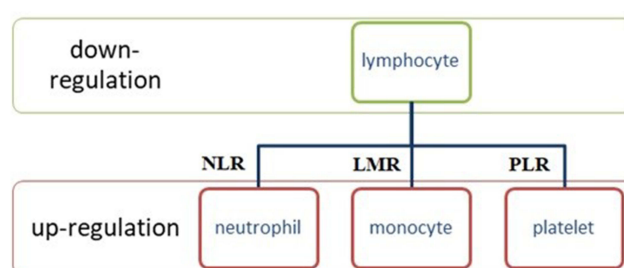 down-
regulation
lymphocyte
NLR LMR PLR
up-regulation neutrophil monocyte platelet